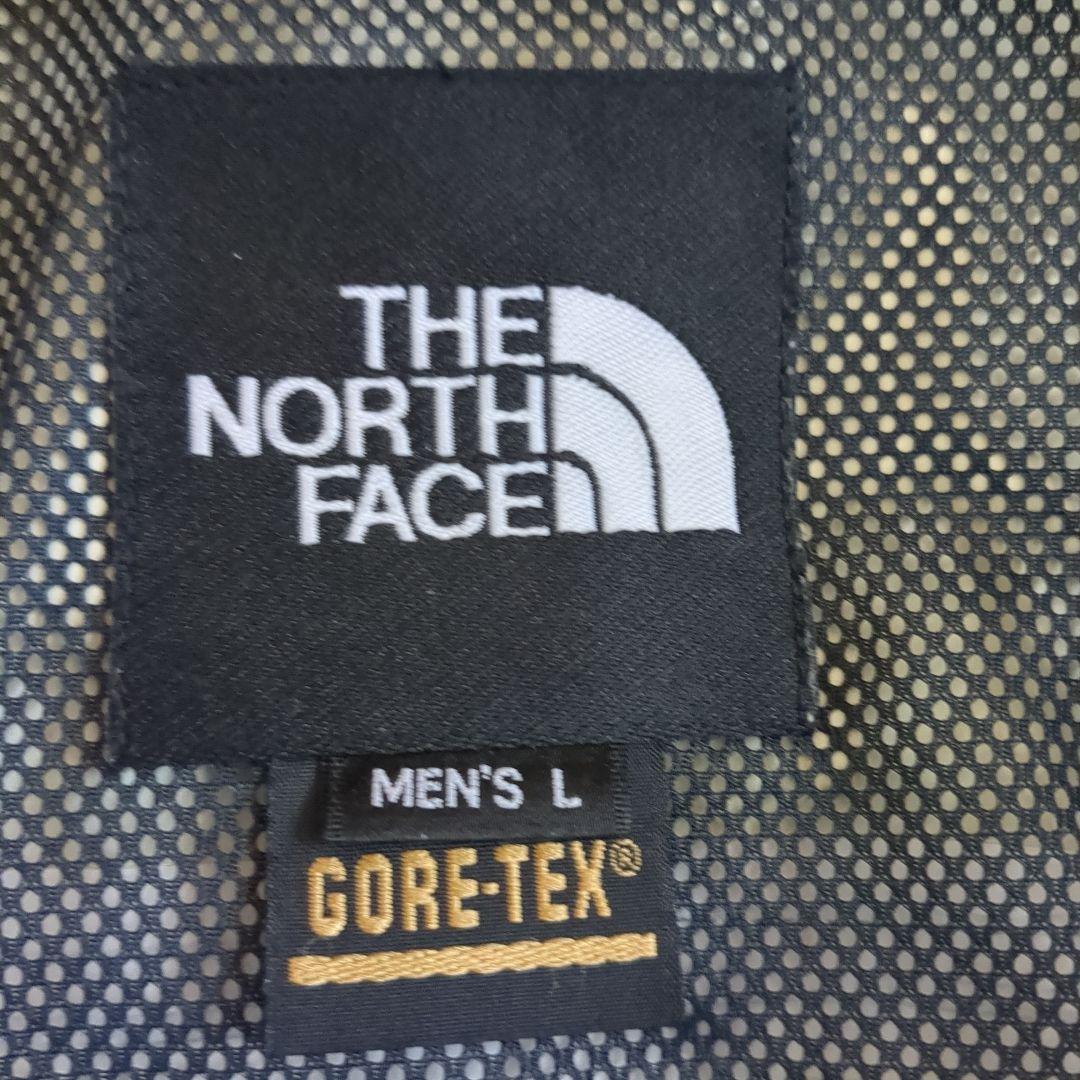 THE
NORTH
FACE
MEN'S L
GORE-TEX®